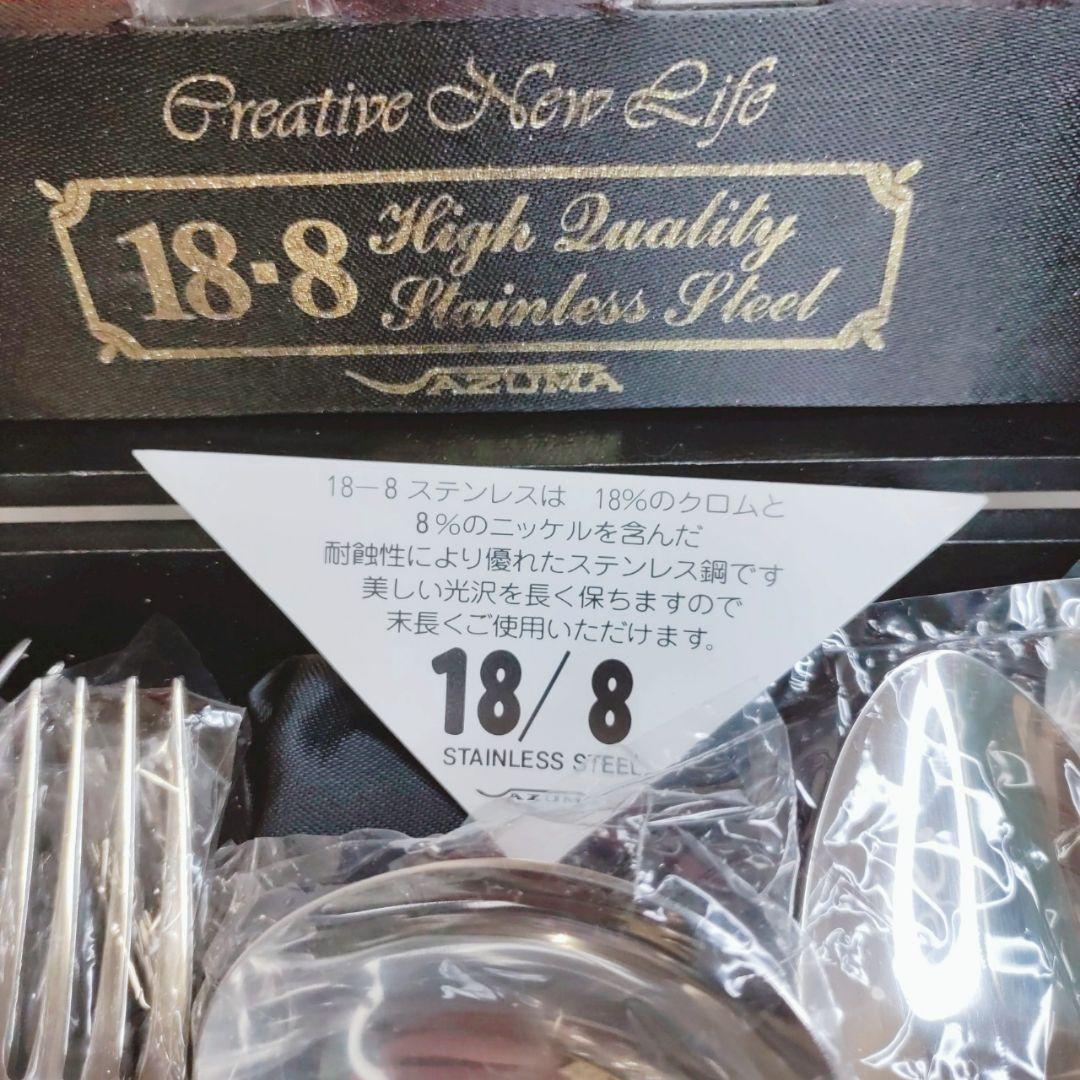 Creative New Life
18-8 High Quality
Stainless Steel
AZUMA
18-8 ステンレスは 18%のクロムと
8%のニッケルを含んだ
耐蝕性により優れたステンレス鋼です
美しい光沢を長く保ちますので
末長くご使用いただけます。
18/8
STAINLESS STEEL
AZUMA